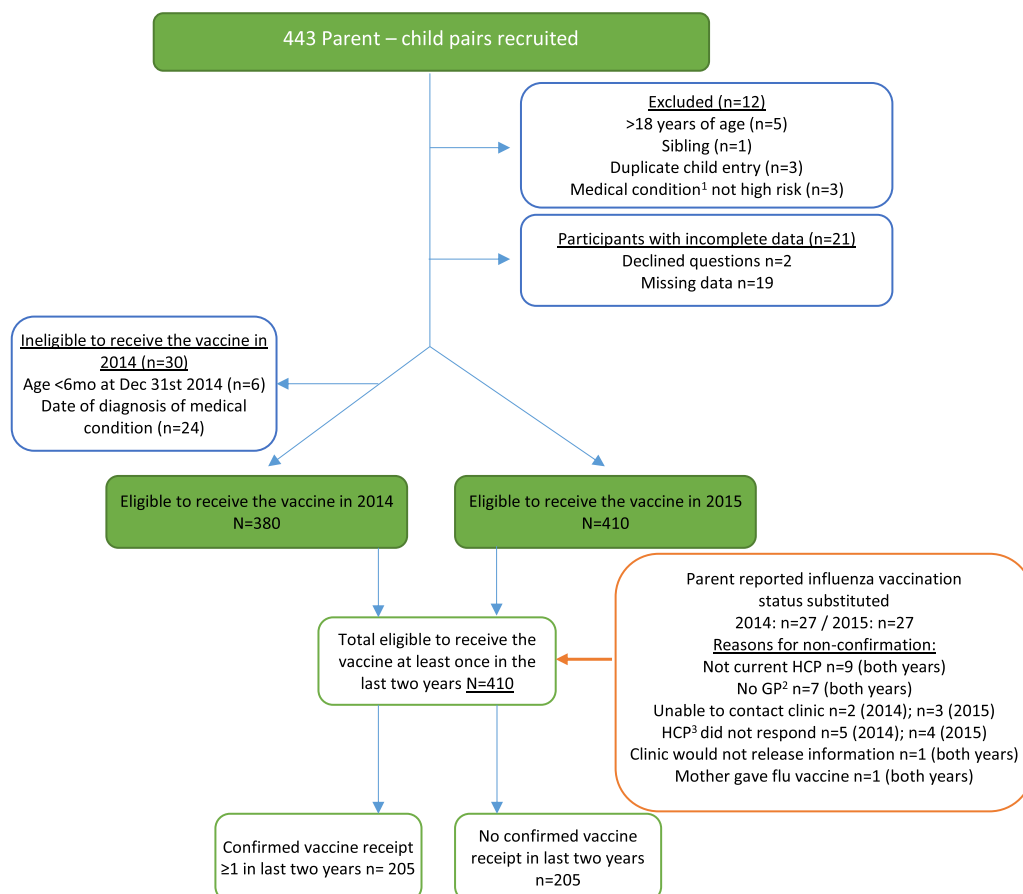 443 Parent – child pairs recruited
Excluded (n=12)
>18 years of age (n=5)
Sibling (n=1)
Duplicate child entry (n=3)
Medical condition¹ not high risk (n=3)
Participants with incomplete data (n=21)
Declined questions n=2
Missing data n=19
Ineligible to receive the vaccine in
2014 (n=30)
Age <6mo at Dec 31st 2014 (n=6)
Date of diagnosis of medical
condition (n=24)
Eligible to receive the vaccine in 2014
N=380
Eligible to receive the vaccine in 2015
N=410
Parent reported influenza vaccination
status substituted
2014: n=27 / 2015: n=27
Reasons for non-confirmation:
Not current HCP n=9 (both years)
No GP² n=7 (both years)
Unable to contact clinic n=2 (2014); n=3 (2015)
HCP³ did not respond n=5 (2014); n=4 (2015)
Clinic would not release information n=1 (both years)
Mother gave flu vaccine n=1 (both years)
Total eligible to receive the
vaccine at least once in the
last two years N=410
Confirmed vaccine receipt
≥1 in last two years n= 205
No confirmed vaccine
receipt in last two years
n=205